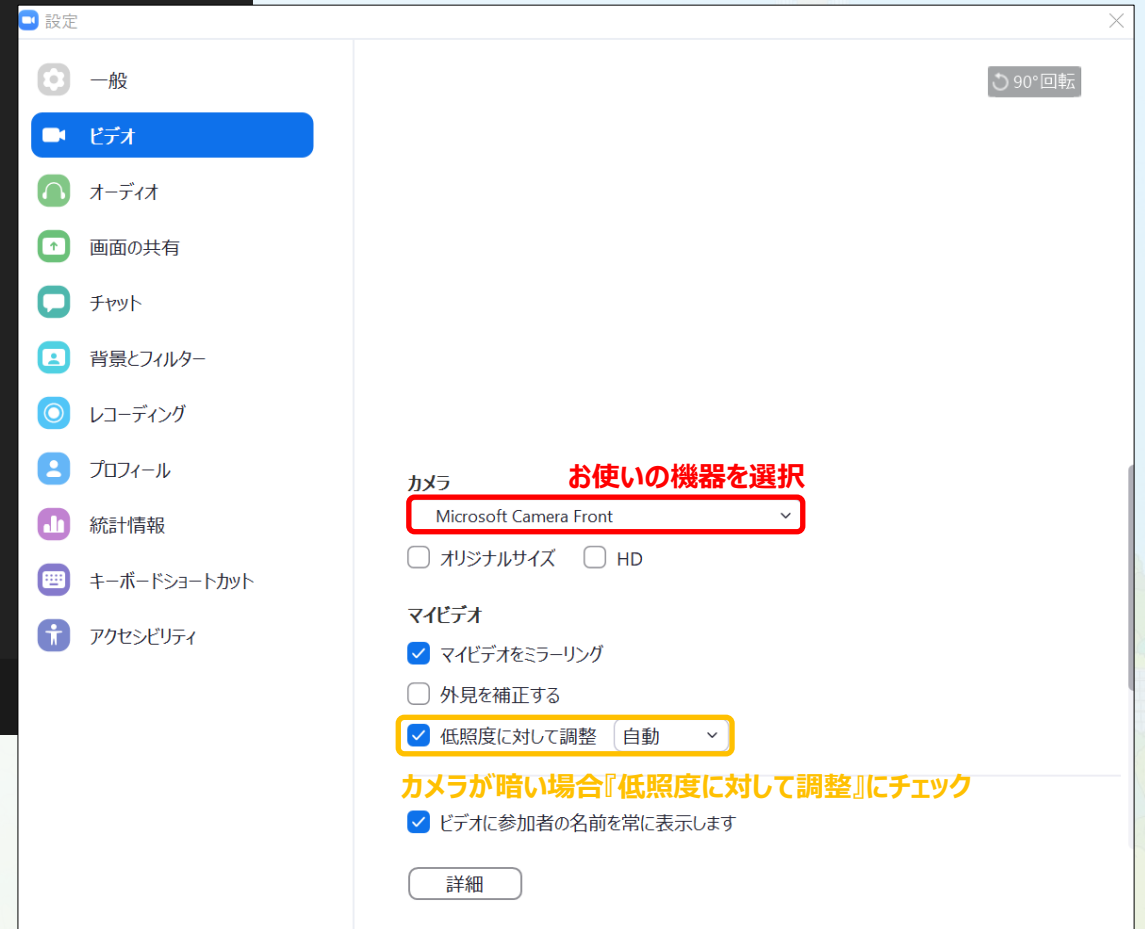 設定
一般
90°回転
ビデオ
オーディオ
画面の共有
チャット
背景とフィルター
レコーディング
プロフィール
統計情報
キーボードショートカット
アクセシビリティ
カメラ お使いの機器を選択
Microsoft Camera Front
オリジナルサイズ HD
マイビデオ
マイビデオをミラーリング
外見を補正する
低照度に対して調整 自動
カメラが暗い場合『低照度に対して調整』にチェック
ビデオに参加者の名前を常に表示します
詳細